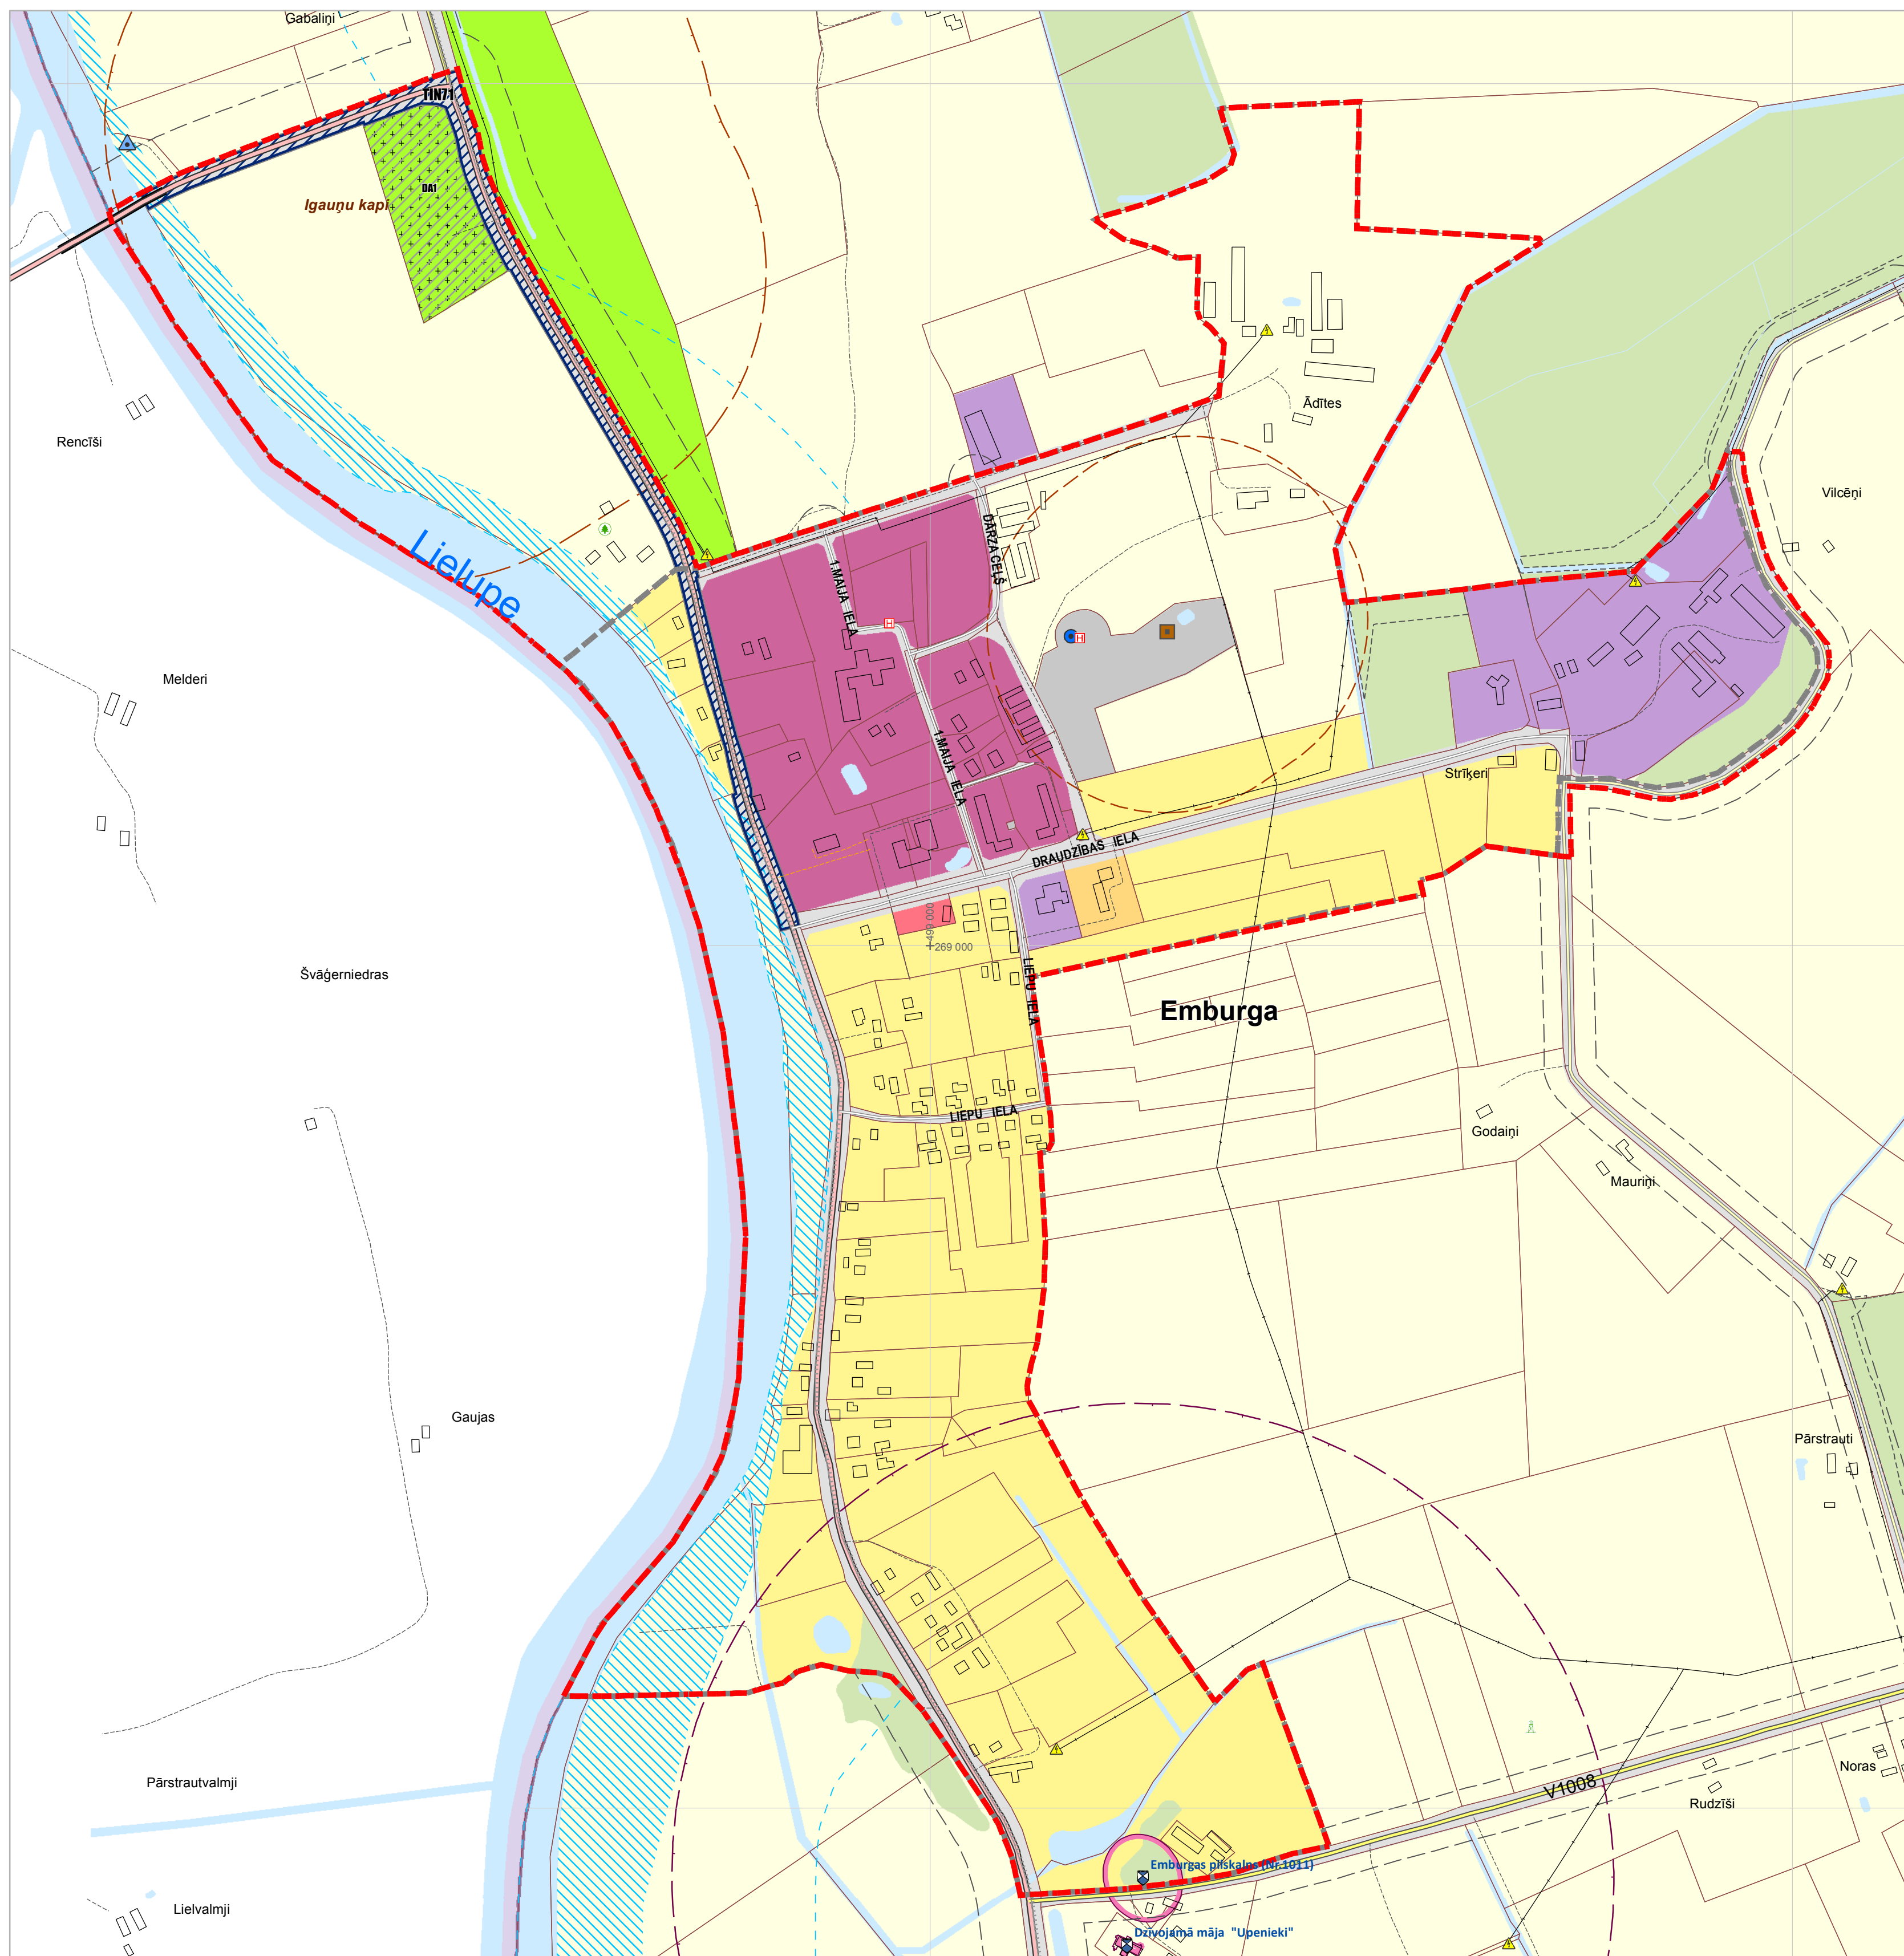 Gabaliņi
TIN71
DA1
Igauņu kapi
Rencīši
Ādītes
Vilcēņi
DĀRZA CEĻŠ
Lielupe
1.MAIJA IELA
H
H
Melderi
1.MAIJA IELA
Strīķeri
DRAUDZĪBAS IELA
499 000
269 000
Švāģerniedras
LIEPU IELA
Emburga
LIEPU IELA
Godaiņi
Mauriņi
Gaujas
Pārstrauti
Pārstrautvalmji
V1008
Noras
Rudzīši
Emburgas pilskalns (Nr.1011)
Lielvalmji
Dzīvojamā māja "Upenieki"